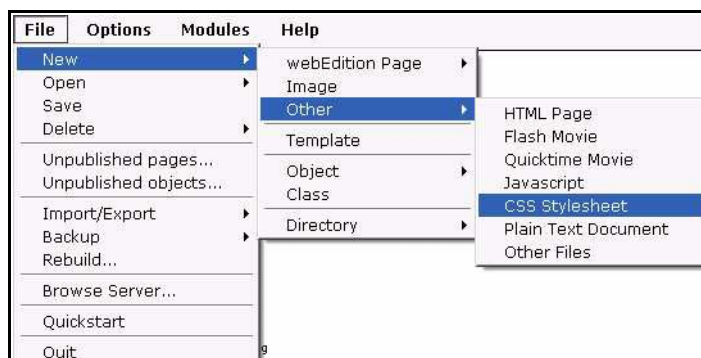 File Options Modules Help
New
Open
Save
Delete
Unpublished pages...
Unpublished objects...
Import/Export
Backup
Rebuild...
Browse Server...
Quickstart
Quit
webEdition Page
Image
Other
Template
Object
Class
Directory
HTML Page
Flash Movie
Quicktime Movie
Javascript
CSS Stylesheet
Plain Text Document
Other Files
g